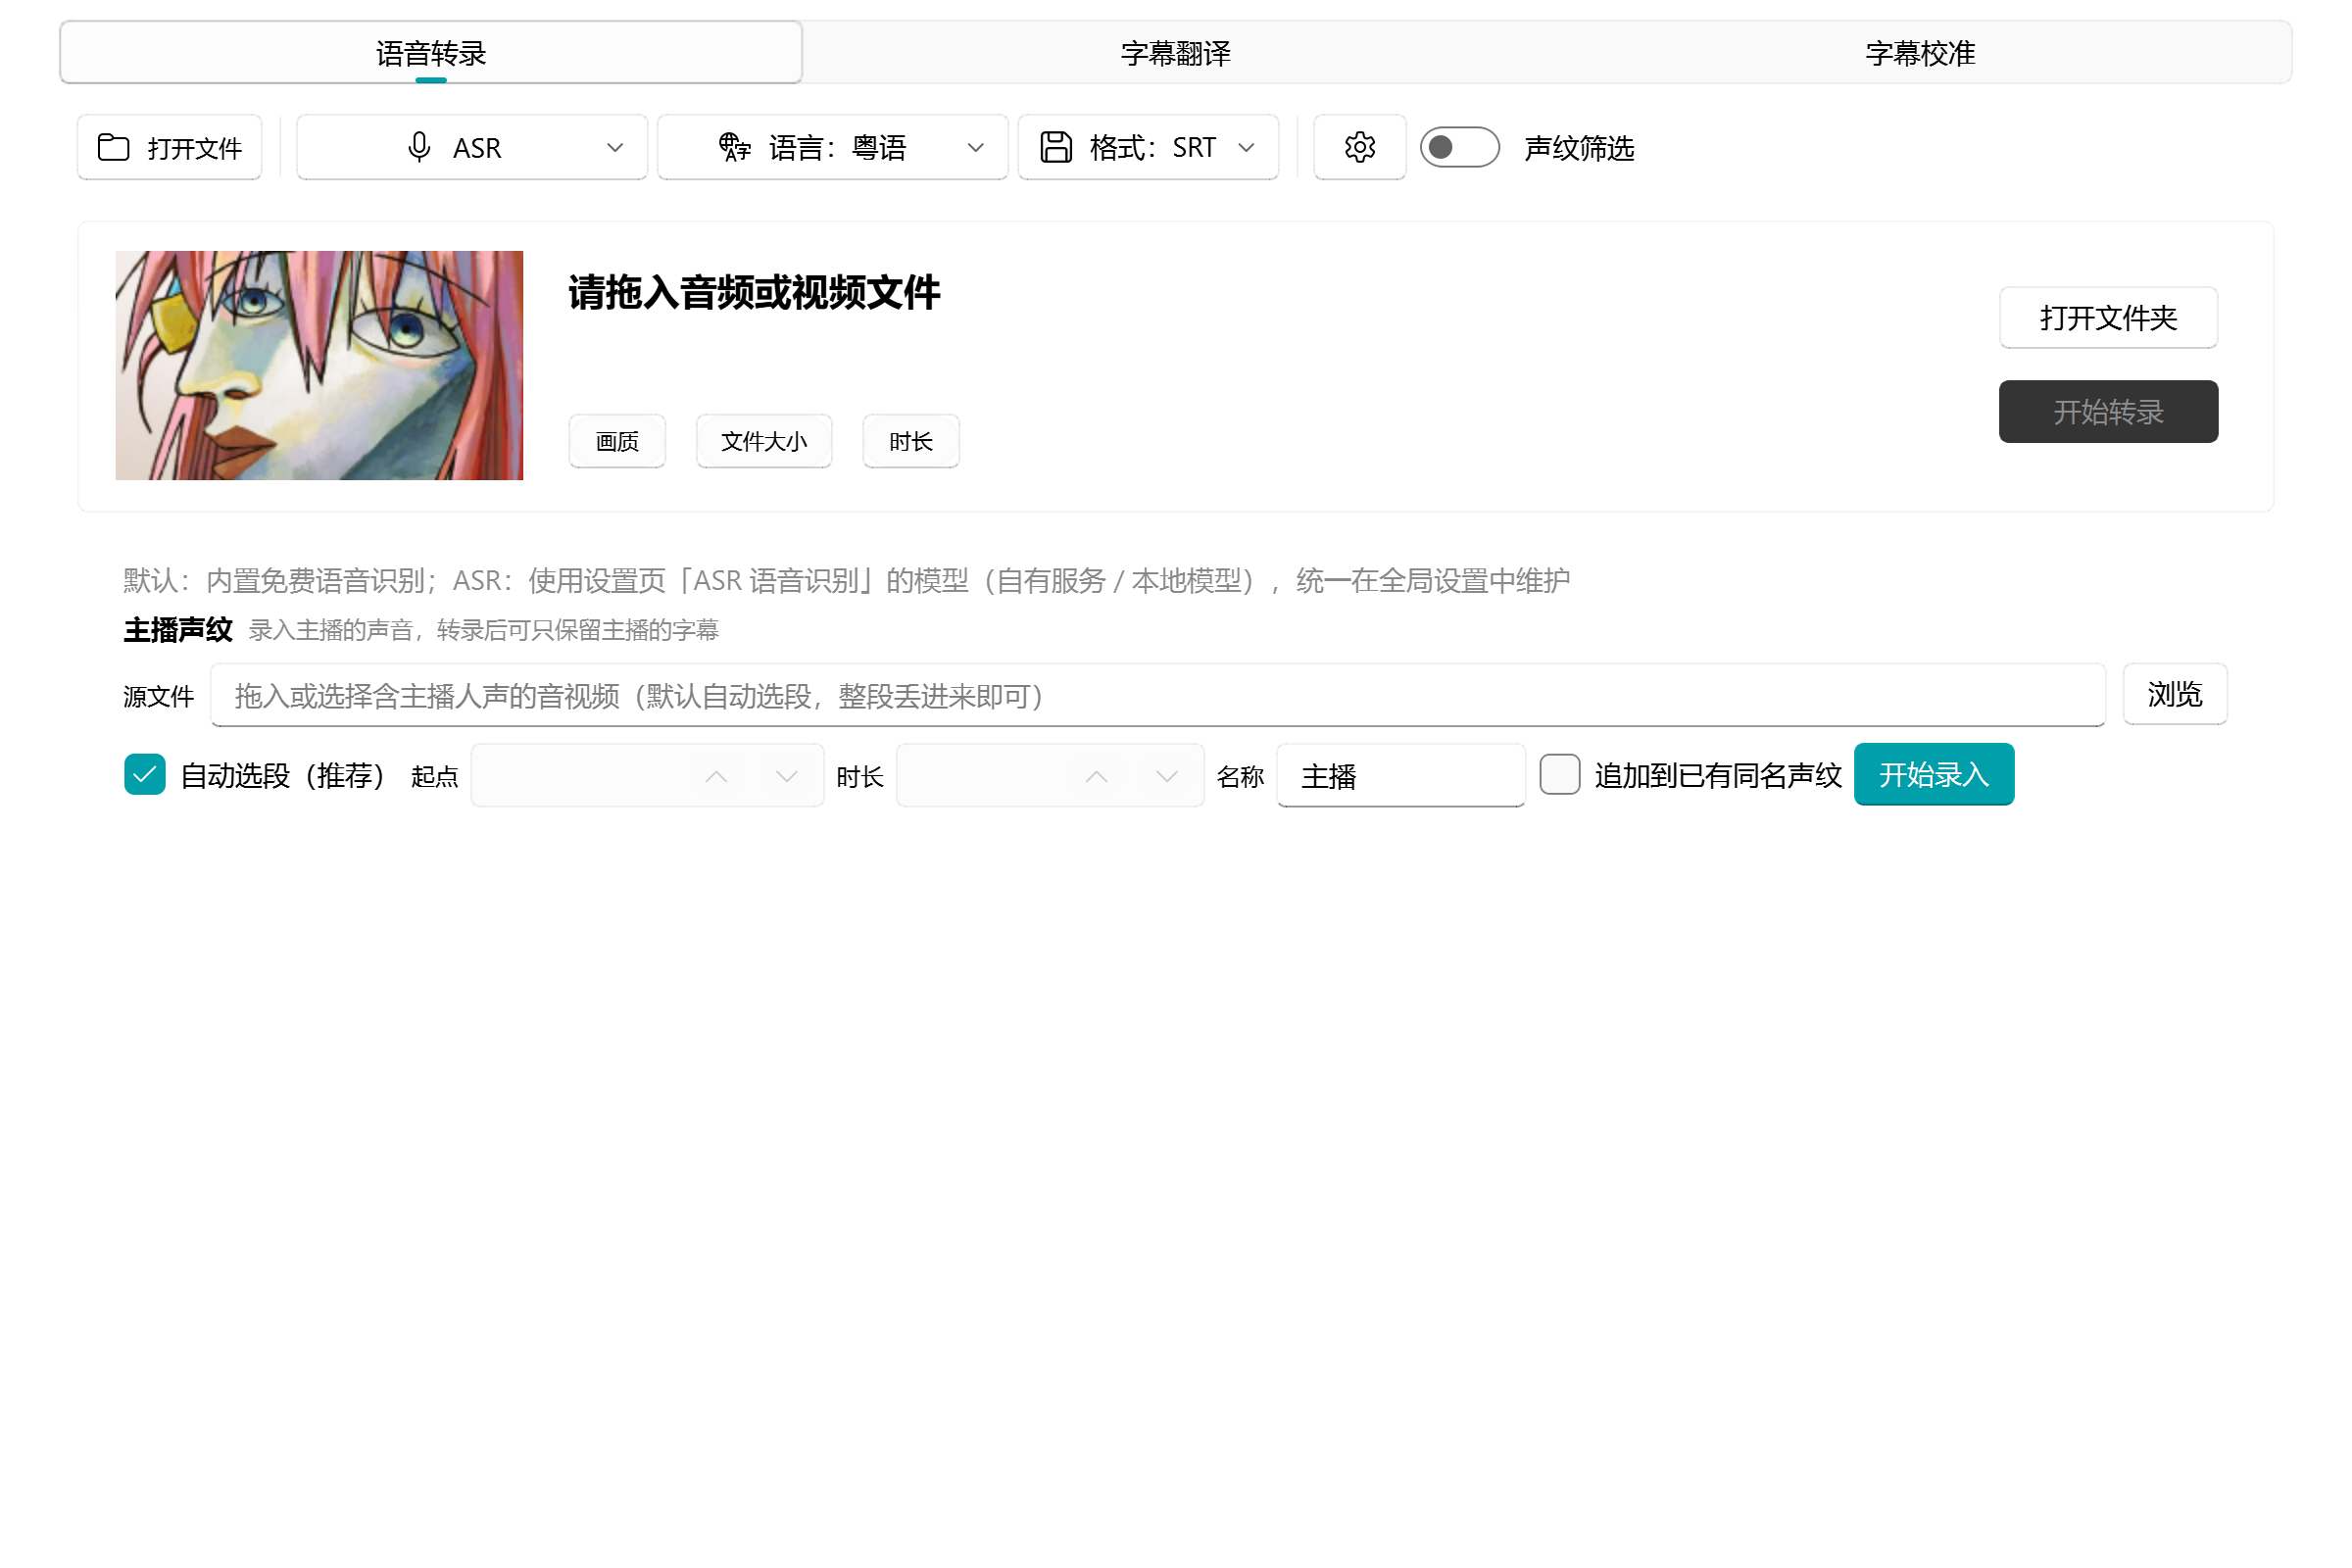 语音转录 字幕翻译 字幕校准
打开文件 ASR 语言：粤语 格式：SRT 声纹筛选
请拖入音频或视频文件
打开文件夹
开始转录
画质 文件大小 时长
默认：内置免费语音识别；ASR：使用设置页「ASR 语音识别」的模型（自有服务 / 本地模型），统一在全局设置中维护
主播声纹 录入主播的声音，转录后可只保留主播的字幕
源文件 拖入或选择含主播人声的音视频（默认自动选段，整段丢进来即可） 浏览
自动选段（推荐） 起点 时长 名称 主播 追加到已有同名声纹 开始录入